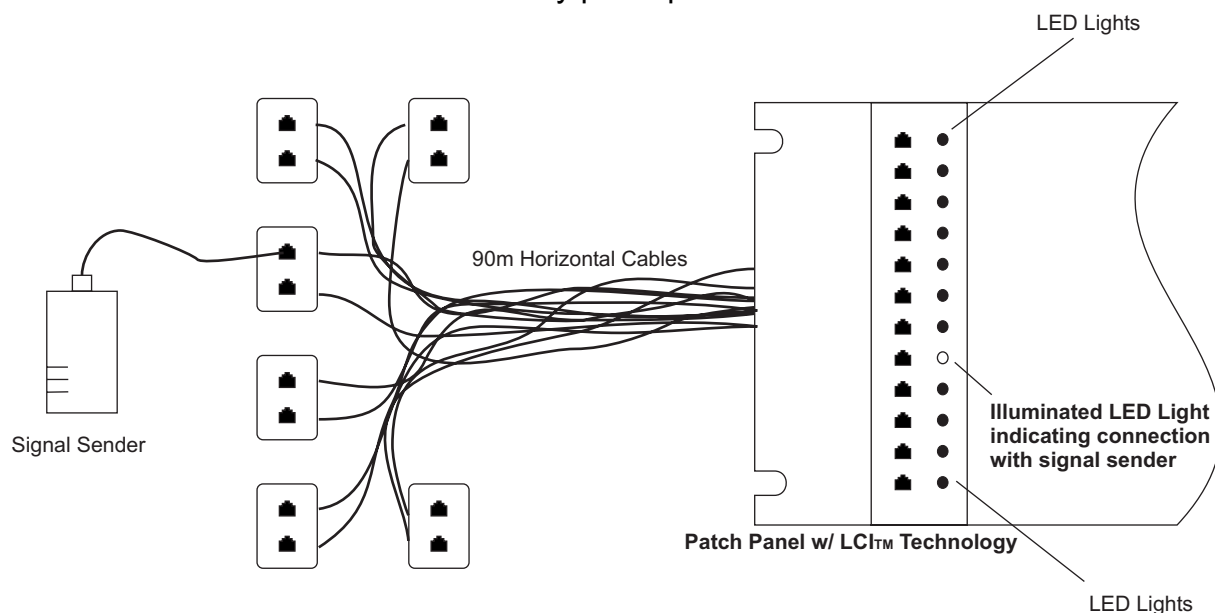 LED Lights
90m Horizontal Cables
Signal Sender
Illuminated LED Light
indicating connection
with signal sender
Patch Panel w/ LCI™ Technology
LED Lights